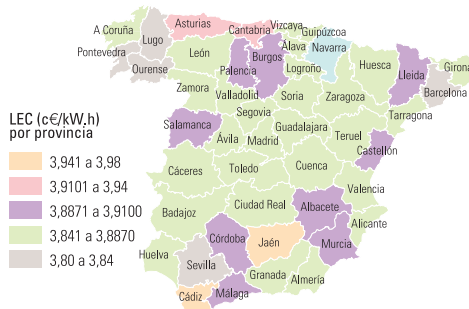 A Coruña
Lugo
Asturias
Cantabria
Vizcaya
Guipúzcoa
Álava
Navarra
Pontevedra
Ourense
León
Palencia
Burgos
Logroño
Huesca
Lleida
Girona
Barcelona
Zamora
Valladolid
Soria
Zaragoza
Tarragona
Segovia
Salamanca
Ávila
Madrid
Guadalajara
Teruel
Castellón
Cáceres
Toledo
Cuenca
Valencia
Badajoz
Ciudad Real
Albacete
Alicante
Córdoba
Jaén
Murcia
Huelva
Sevilla
Granada
Almería
Cádiz
Málaga
LEC (c€/kW,h)
por provincia
3,941 a 3,98
3,9101 a 3,94
3,8871 a 3,9100
3,841 a 3,8870
3,80 a 3,84